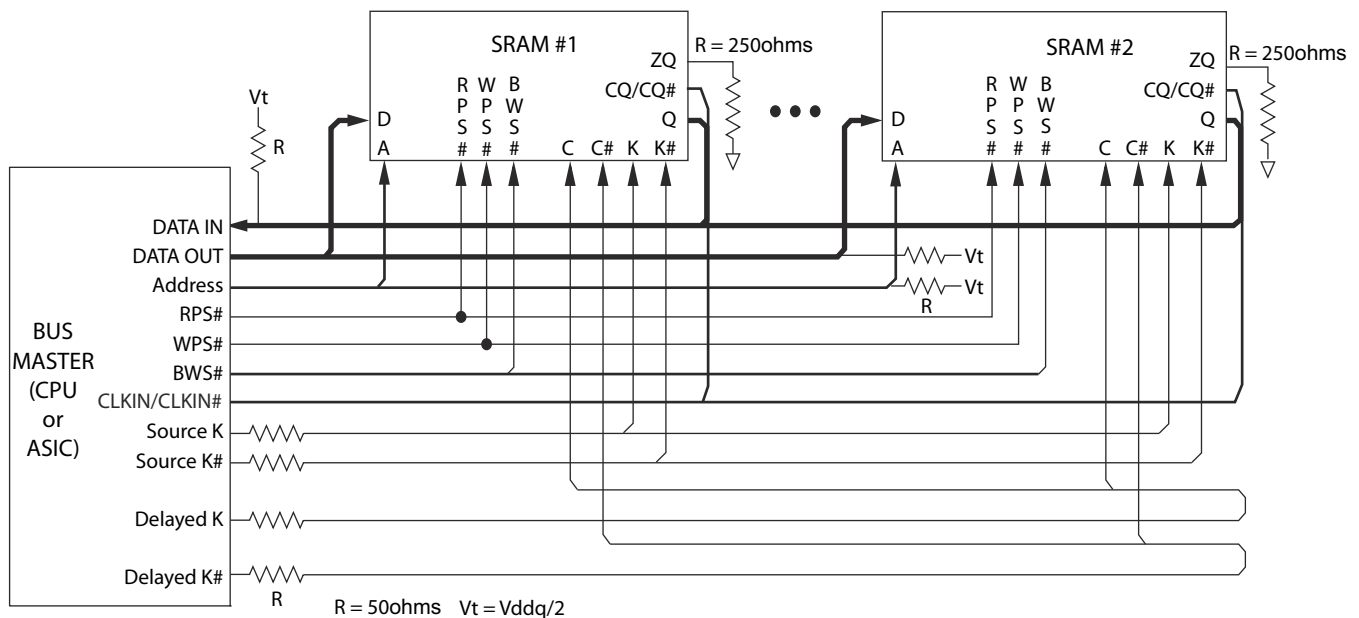 SRAM #1
R = 250ohms
ZQ
CQ/CQ#
Q
D
A
RPS#
WPS#
BWS#
C
C#
K
K#
SRAM #2
R = 250ohms
ZQ
CQ/CQ#
Q
D
A
RPS#
WPS#
BWS#
C
C#
K
K#
Vt
R
Vt
Vt
R
BUS
MASTER
(CPU
or
ASIC)
DATA IN
DATA OUT
Address
RPS#
WPS#
BWS#
CLKIN/CLKIN#
Source K
Source K#
Delayed K
Delayed K#
R
R = 50ohms Vt = Vddq/2